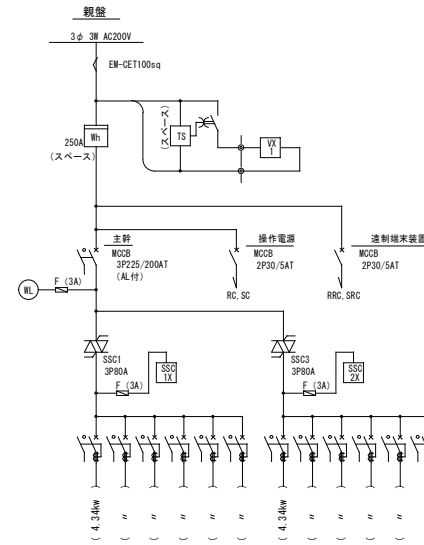 親盤
3φ 3W AC200V
EM-CET100sq
Wh
250A
(スペース)
(スペース)
TS
VX
1
主幹
MCCB
3P225/200AT
(AL付)
操作電源
MCCB
2P30/5AT
遠制端末装置
MCCB
2P30/5AT
WL
F (3A)
RC, SC
RRC, SRC
SSC1
3P80A
F (3A)
SSC
1X
SSC3
3P80A
F (3A)
SSC
2X
( 4.34kw
( 〃
( 〃
( 〃
( 〃
( 〃
( 4.34kw
( 〃
( 〃
( 〃
( 〃